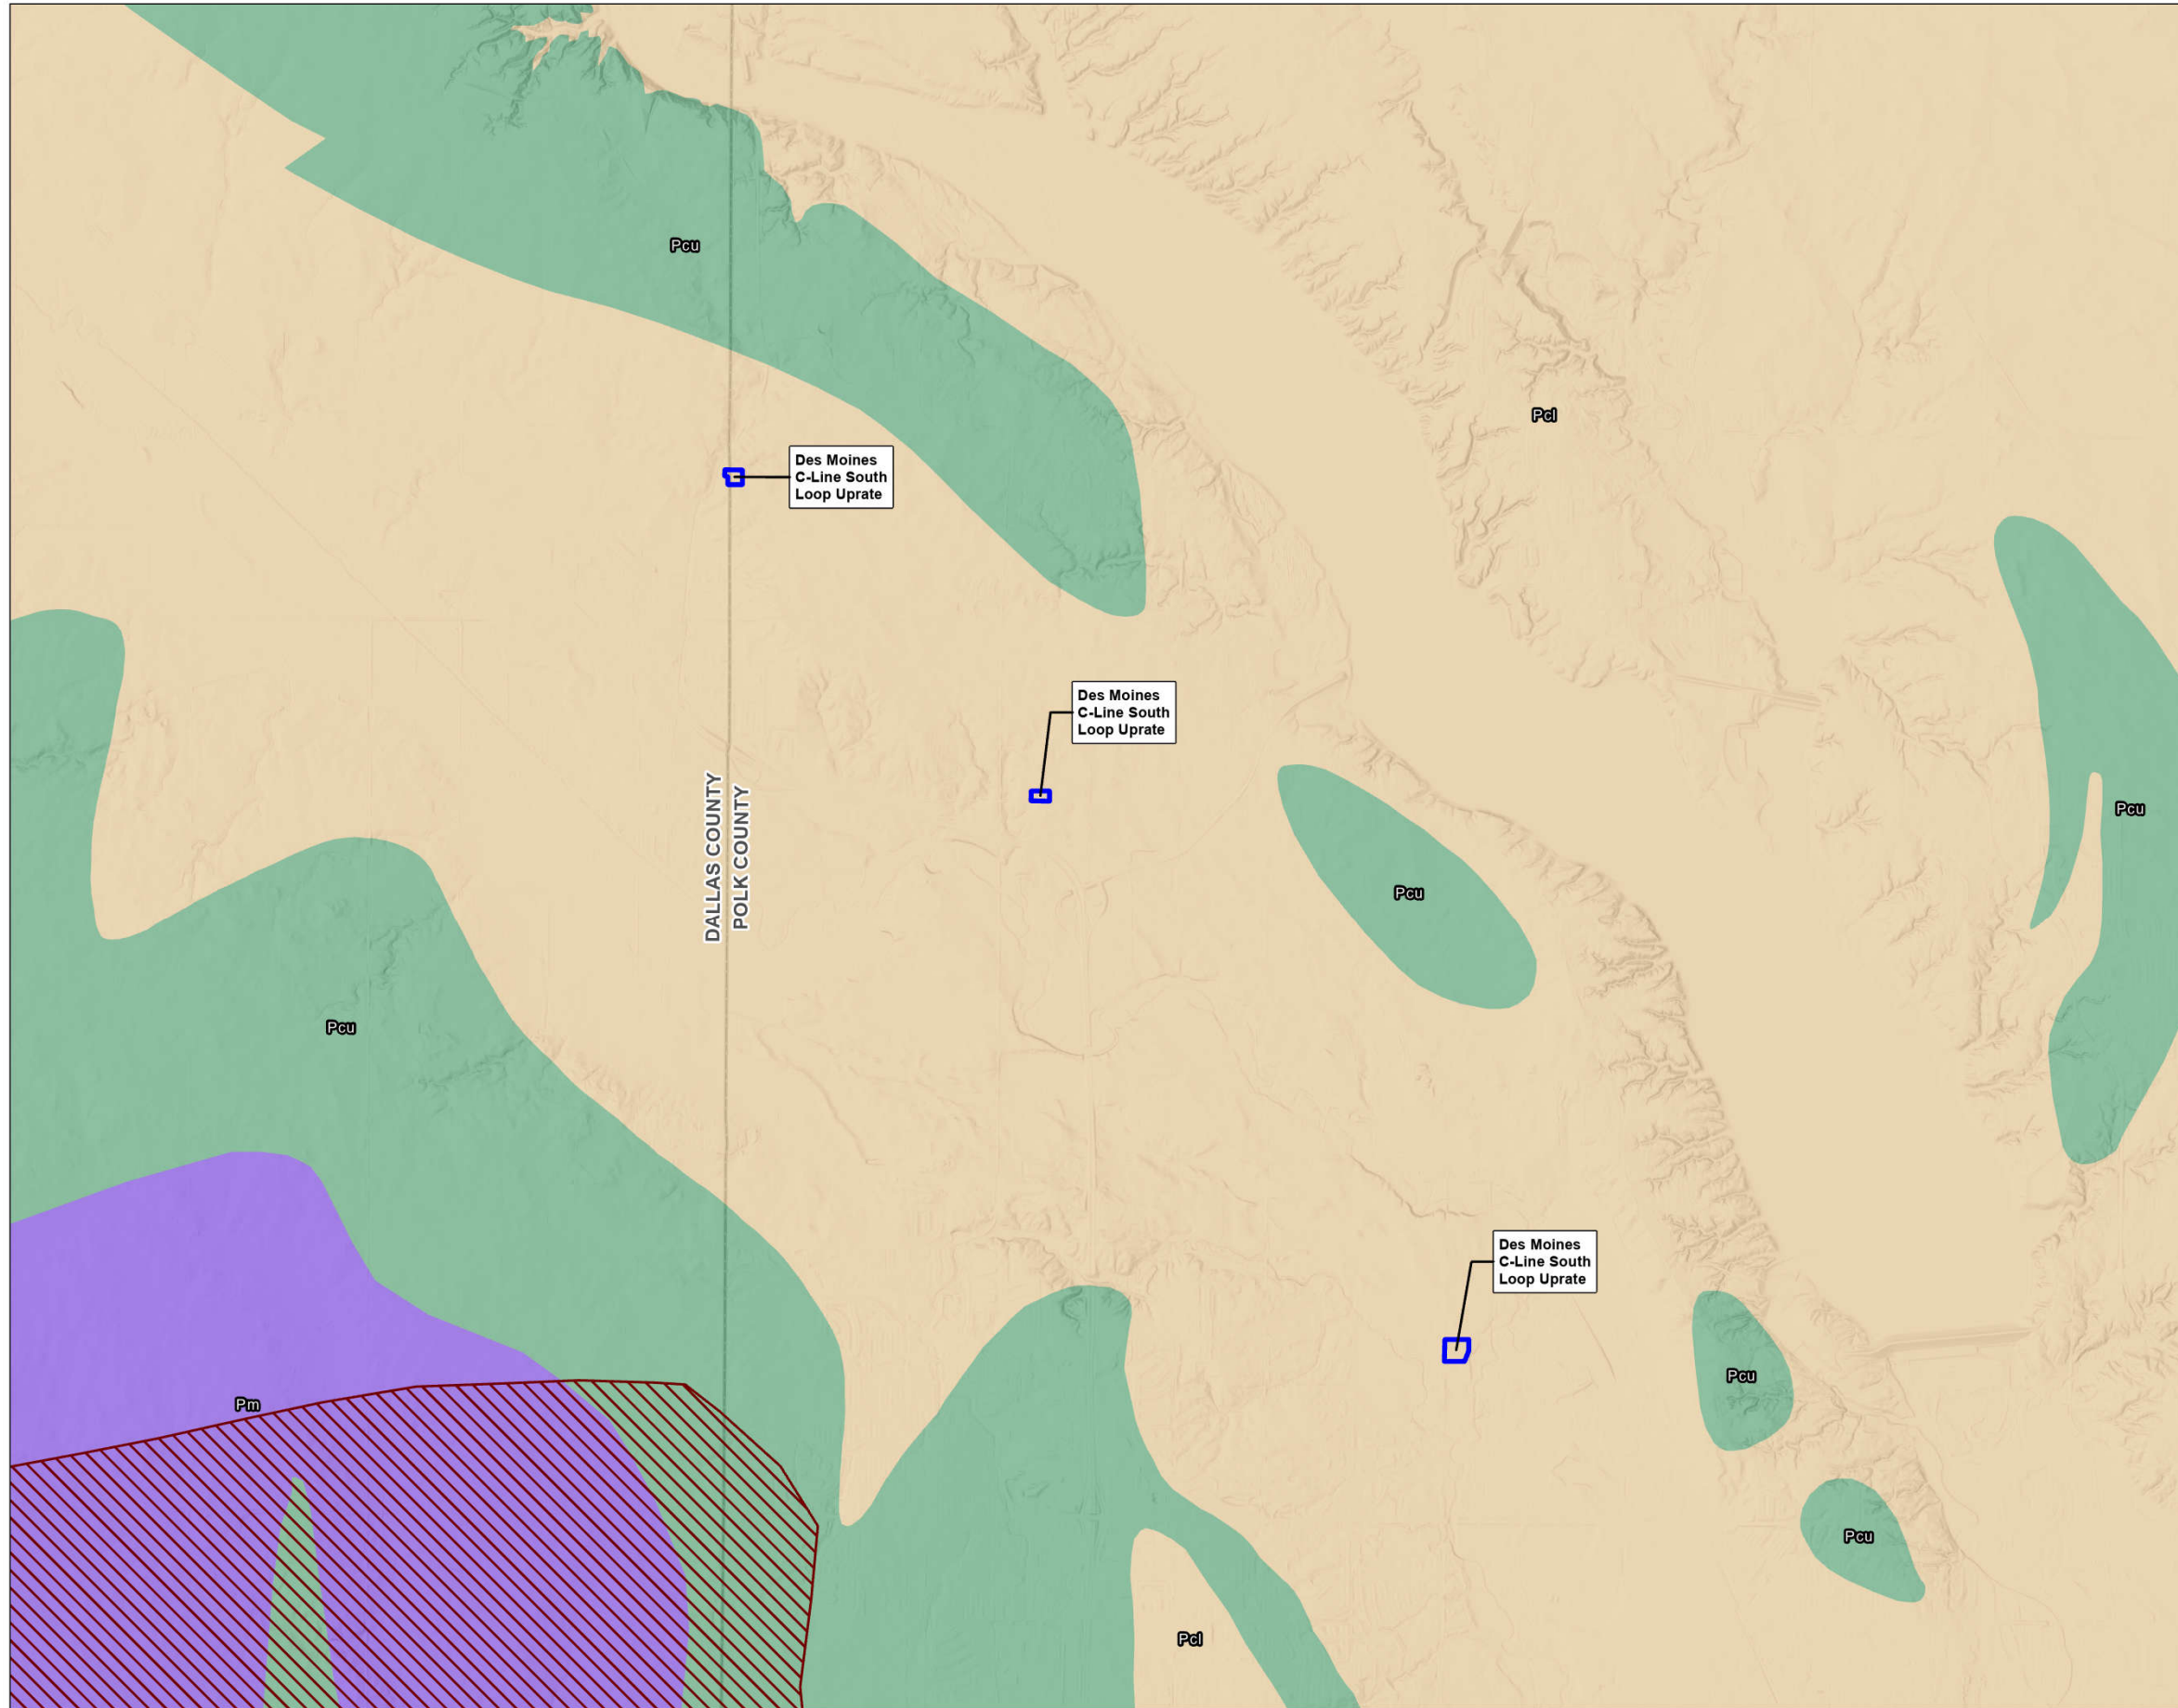 Pcu
Pcl
Des Moines
C-Line South
Loop Uprate
Des Moines
C-Line South
Loop Uprate
DALLAS COUNTY
POLK COUNTY
Pcu
Pcu
Pcu
Des Moines
C-Line South
Loop Uprate
Pcu
Pm
Pcu
Pcl